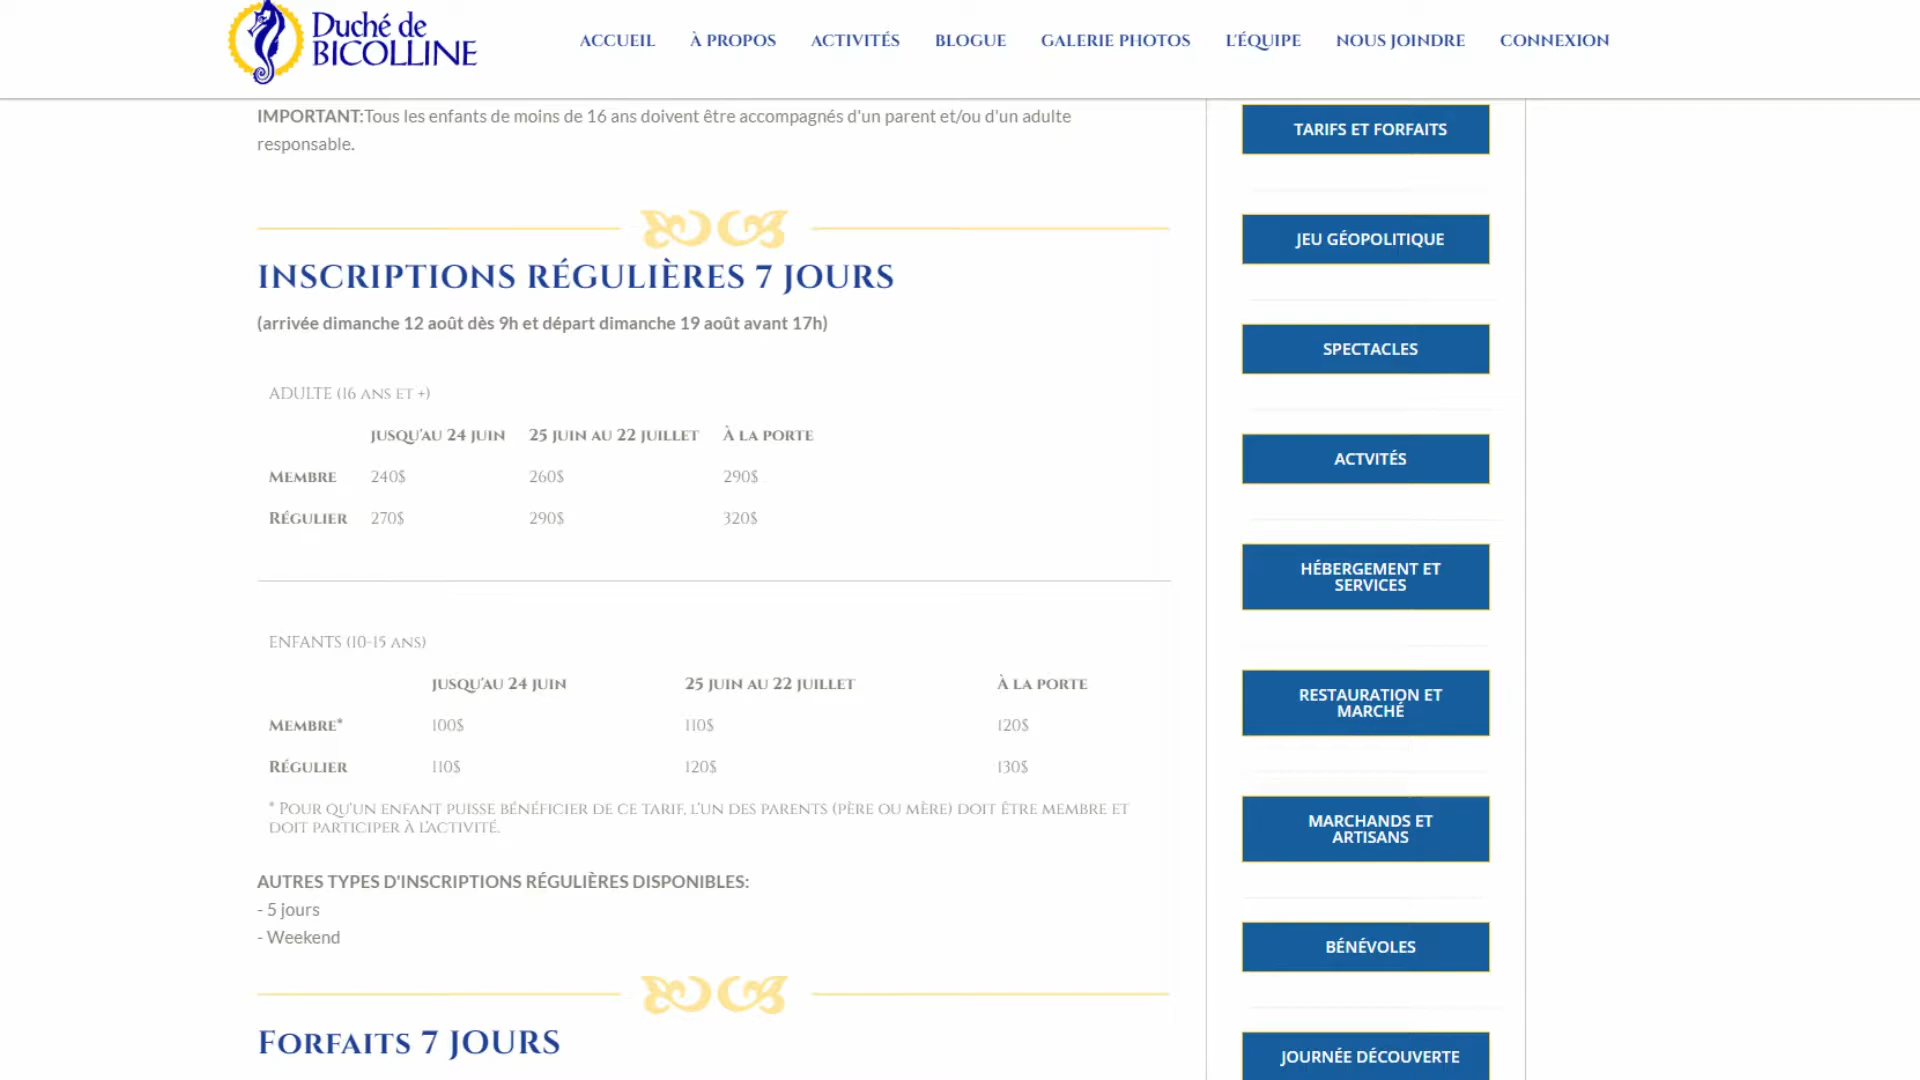 Duché de
BICOLLINE
ACCUEIL À PROPOS ACTIVITÉS BLOGUE GALERIE PHOTOS L'ÉQUIPE NOUS JOINDRE CONNEXION
IMPORTANT:Tous les enfants de moins de 16 ans doivent être accompagnés d'un parent et/ou d'un adulte
responsable.
INSCRIPTIONS RÉGULIÈRES 7 JOURS
(arrivée dimanche 12 août dès 9h et départ dimanche 19 août avant 17h)
ADULTE (16 ANS ET +)
JUSQU'AU 24 JUIN 25 JUIN AU 22 JUILLET À LA PORTE
MEMBRE 240$ 260$ 290$
RÉGULIER 270$ 290$ 320$
ENFANTS (10-15 ANS)
JUSQU'AU 24 JUIN 25 JUIN AU 22 JUILLET À LA PORTE
MEMBRE* 100$ 110$ 120$
RÉGULIER 110$ 120$ 130$
* POUR QU'UN ENFANT PUISSE BÉNÉFICIER DE CE TARIF, L'UN DES PARENTS (PÈRE OU MÈRE) DOIT ÊTRE MEMBRE ET
DOIT PARTICIPER À L'ACTIVITÉ.
AUTRES TYPES D'INSCRIPTIONS RÉGULIÈRES DISPONIBLES:
- 5 jours
- Weekend
FORFAITS 7 JOURS
TARIFS ET FORFAITS
JEU GÉOPOLITIQUE
SPECTACLES
ACTVITÉS
HÉBERGEMENT ET
SERVICES
RESTAURATION ET
MARCHÉ
MARCHANDS ET
ARTISANS
BÉNÉVOLES
JOURNÉE DÉCOUVERTE